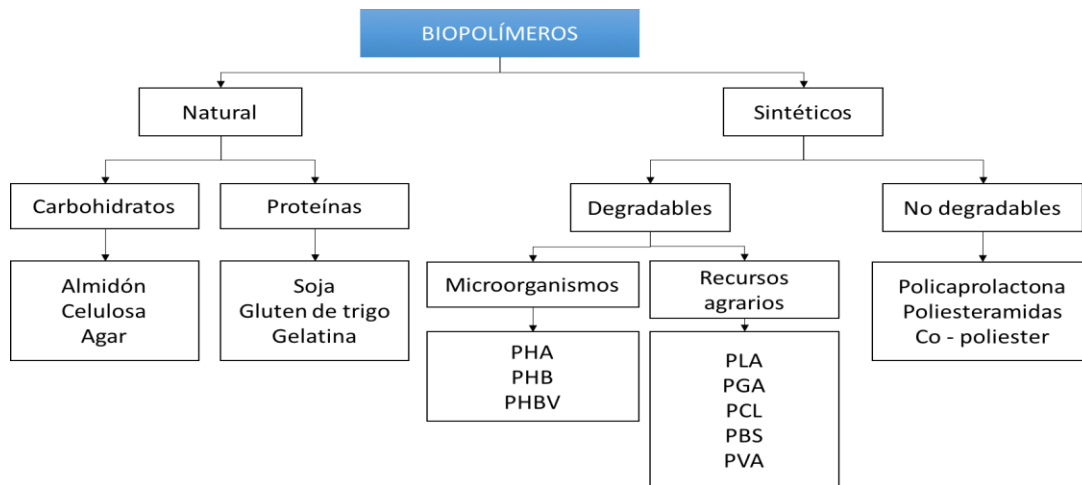 BIOPOLÍMEROS
Natural
Sintéticos
Carbohidratos
Proteínas
Degradables
No degradables
Almidón
Celulosa
Agar
Soja
Gluten de trigo
Gelatina
Microorganismos
Recursos
agrarios
Policaprolactona
Poliesteramidas
Co - poliester
PHA
PHB
PHBV
PLA
PGA
PCL
PBS
PVA